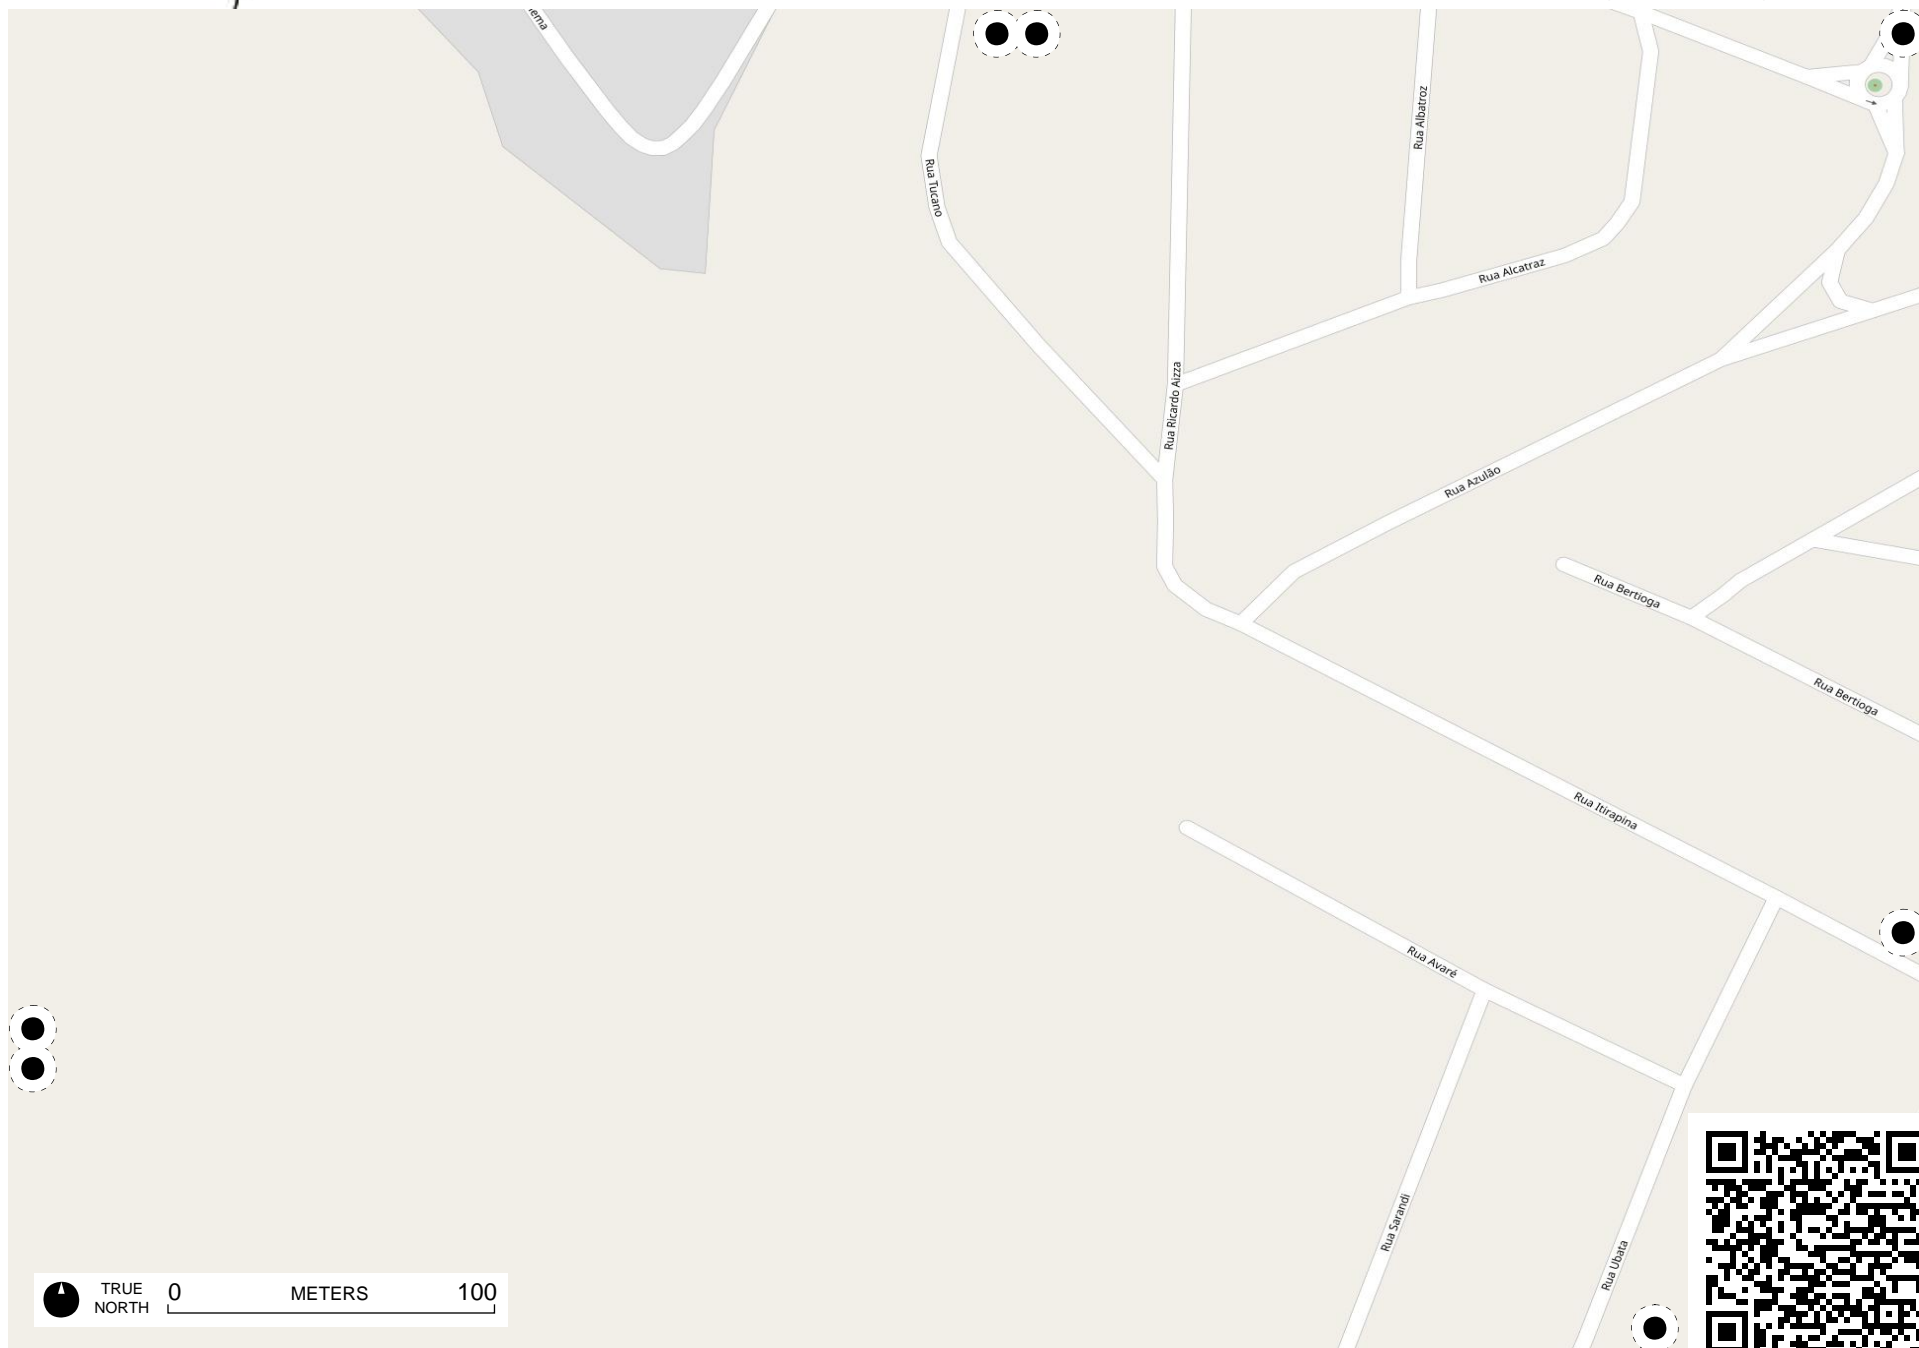 Rua Albatroz
Rua Tucano
Rua Alcatraz
Rua Ricardo Aizza
Rua Azulão
Rua Bertioga
Rua Bertioga
Rua Itirapina
Rua Avaré
Rua Sarandi
Rua Ubata
TRUE
NORTH
0 METERS 100